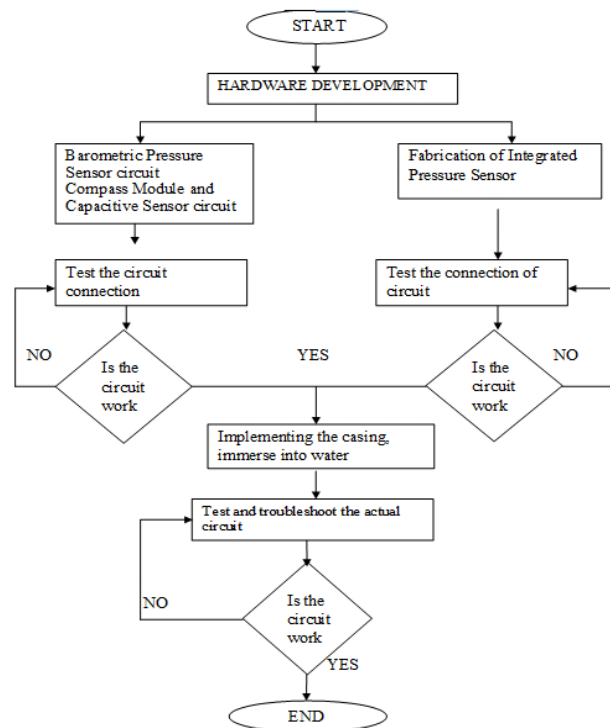 START
HARDWARE DEVELOPMENT
Barometric Pressure
Sensor circuit
Compass Module and
Capacitive Sensor circuit
Fabrication of Integrated
Pressure Sensor
Test the circuit
connection
Test the connection of
circuit
NO
Is the
circuit
work
YES
Is the
circuit
work
NO
Implementing the casing,
immerse into water
Test and troubleshoot the actual
circuit
NO
Is the
circuit
work
YES
END